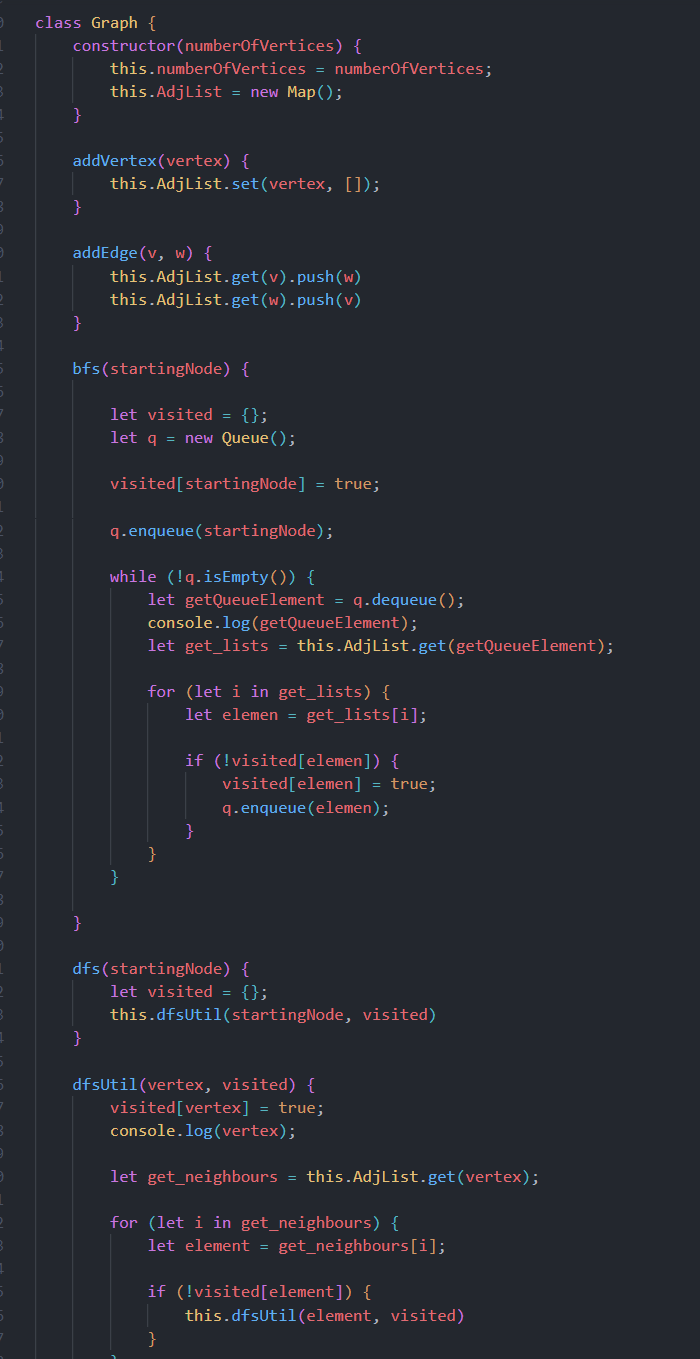 class Graph {
constructor(numberOfVertices) {
this.numberOfVertices = numberOfVertices;
this.AdjList = new Map();
}
addVertex(vertex) {
this.AdjList.set(vertex, []);
}
addEdge(v, w) {
this.AdjList.get(v).push(w)
this.AdjList.get(w).push(v)
}
bfs(startingNode) {
let visited = {};
let q = new Queue();
visited[startingNode] = true;
q.enqueue(startingNode);
while (!q.isEmpty()) {
let getQueueElement = q.dequeue();
console.log(getQueueElement);
let get_lists = this.AdjList.get(getQueueElement);
for (let i in get_lists) {
let elemen = get_lists[i];
if (!visited[elemen]) {
visited[elemen] = true;
q.enqueue(elemen);
}
}
}
}
dfs(startingNode) {
let visited = {};
this.dfsUtil(startingNode, visited)
}
dfsUtil(vertex, visited) {
visited[vertex] = true;
console.log(vertex);
let get_neighbours = this.AdjList.get(vertex);
for (let i in get_neighbours) {
let element = get_neighbours[i];
if (!visited[element]) {
this.dfsUtil(element, visited)
}
}